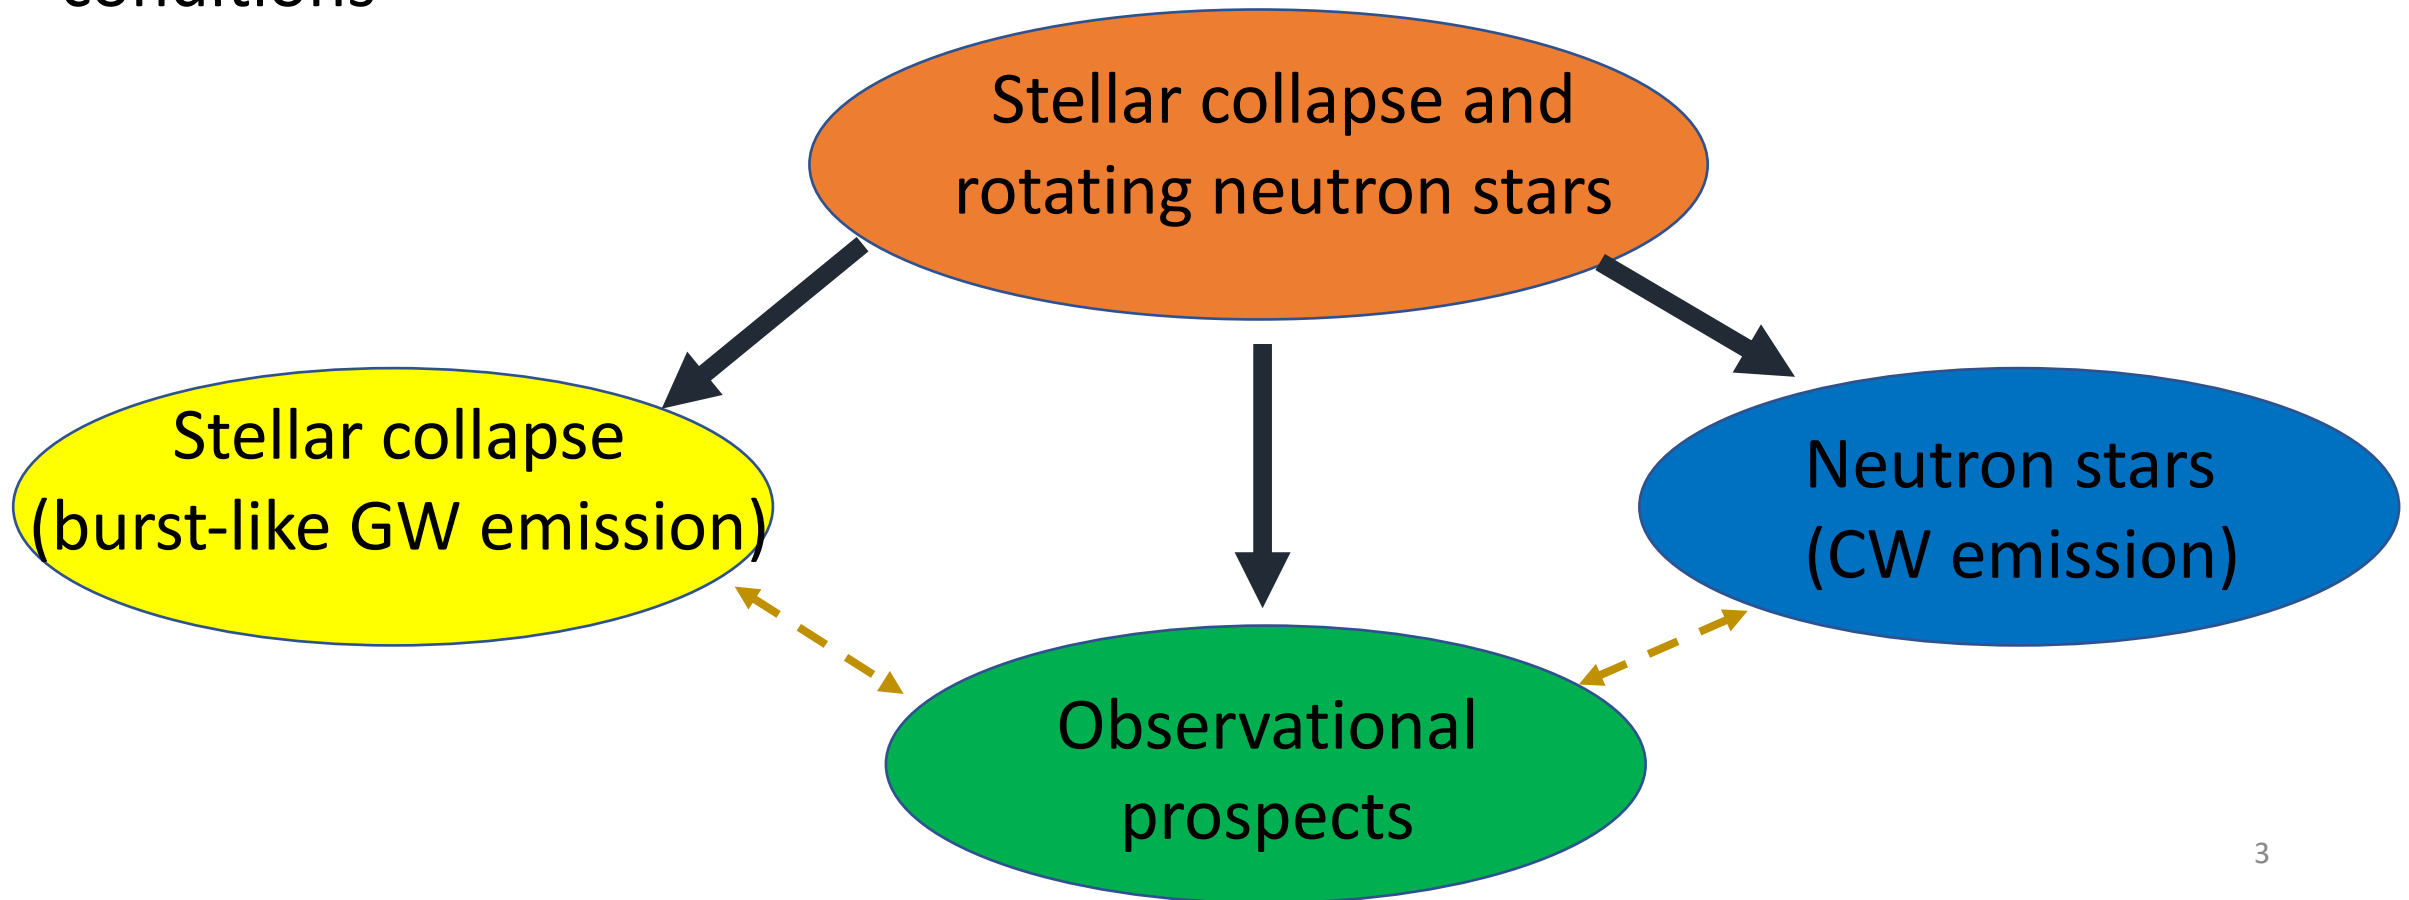 conditions
Stellar collapse and
rotating neutron stars
Stellar collapse
(burst-like GW emission)
Neutron stars
(CW emission)
Observational
prospects
3